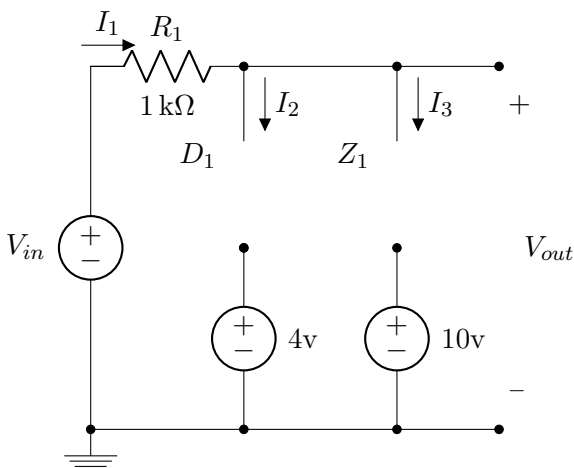 I1 R1
1 kΩ
I2 I3 +
D1 Z1
Vin + − Vout
+ − 4v + − 10v
−